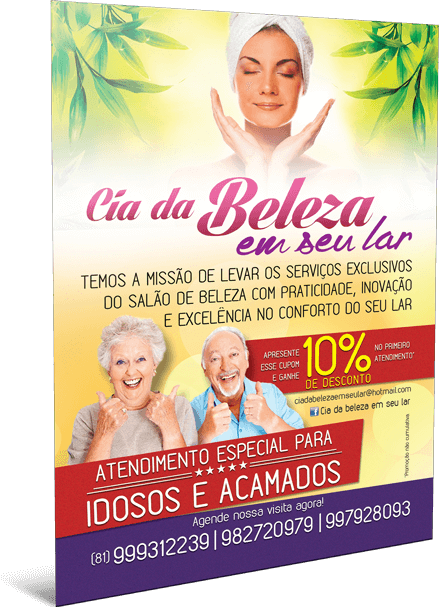 Cia da Beleza
em seu lar
TEMOS A MISSÃO DE LEVAR OS SERVIÇOS EXCLUSIVOS
DO SALÃO DE BELEZA COM PRATICIDADE, INOVAÇÃO
E EXCELÊNCIA NO CONFORTO DO SEU LAR
APRESENTE
ESSE CUPOM
E GANHE
10%
DE DESCONTO
NO PRIMEIRO
ATENDIMENTO*
ciadabelezaemseular@hotmail.com
f Cia da beleza em seu lar
*Promoção não cumulativa.
ATENDIMENTO ESPECIAL PARA
IDOSOS E ACAMADOS
Agende nossa visita agora!
(81) 999312239 | 982720979 | 997928093